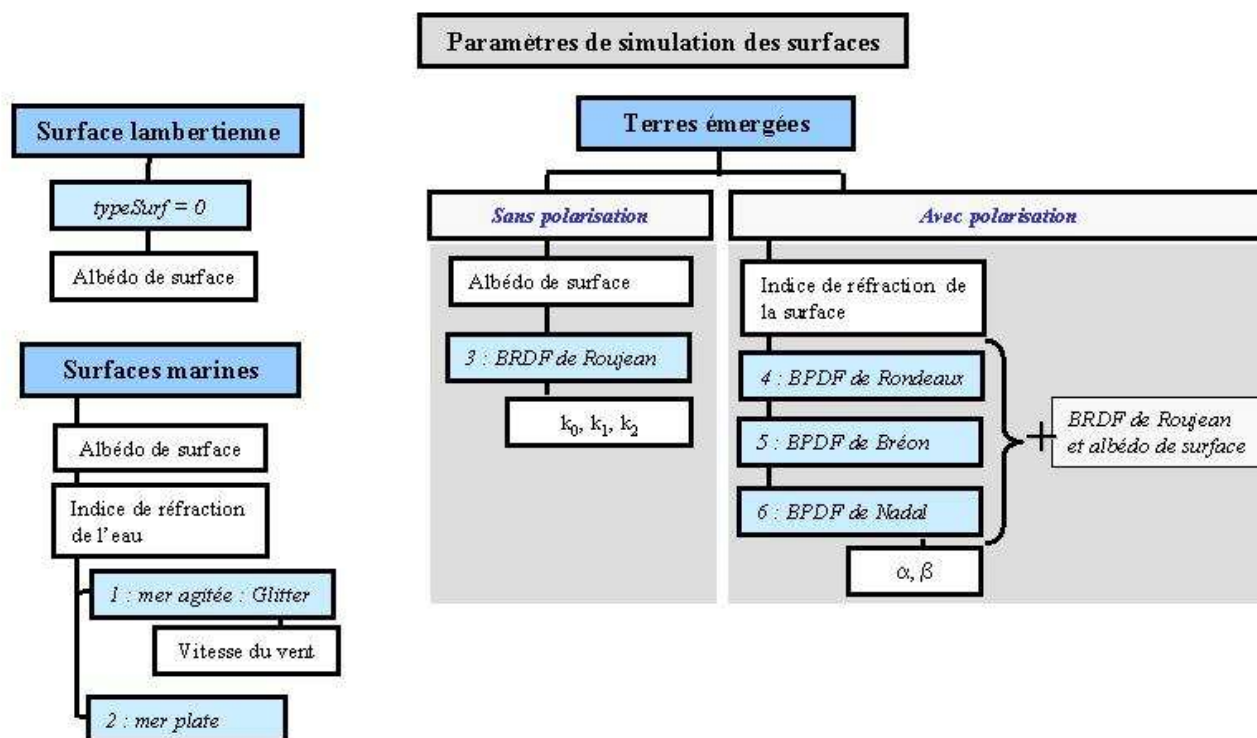 Paramètres de simulation des surfaces
Surface lambertienne
typeSurf = 0
Albédo de surface
Surfaces marines
Albédo de surface
Indice de réfraction
de l'eau
1 : mer agitée : Glitter
Vitesse du vent
2 : mer plate
Terres émergées
Sans polarisation
Albédo de surface
3 : BRDF de Roujean
k0, k1, k2
Avec polarisation
Indice de réfraction de
la surface
4 : BPDF de Rondeaux
5 : BPDF de Bréon
6 : BPDF de Nadal
α, β
+
BRDF de Roujean
et albédo de surface